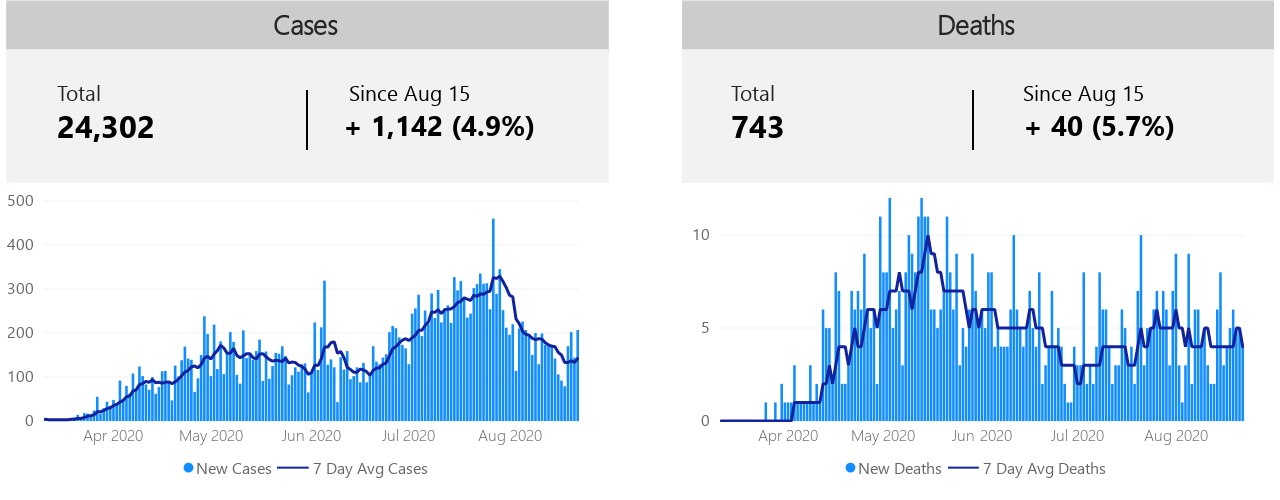 Cases
Total
24,302
Since Aug 15
+ 1,142 (4.9%)
500
400
300
200
100
0
Apr 2020 May 2020 Jun 2020 Jul 2020 Aug 2020
New Cases 7 Day Avg Cases
Deaths
Total
743
Since Aug 15
+ 40 (5.7%)
10
5
0
Apr 2020 May 2020 Jun 2020 Jul 2020 Aug 2020
New Deaths 7 Day Avg Deaths